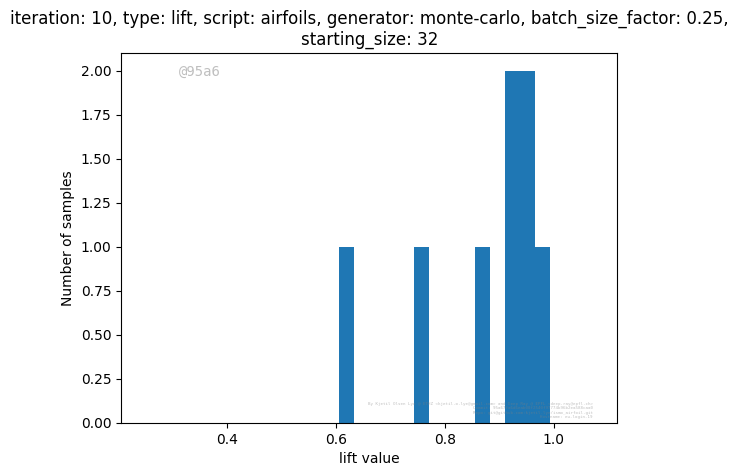 iteration: 10, type: lift, script: airfoils, generator: monte-carlo, batch_size_factor: 0.25,
starting_size: 32
@95a6
2.00
1.75
1.50
1.25
1.00
0.75
0.50
0.25
0.00
Number of samples
0.4 0.6 0.8 1.0
lift value